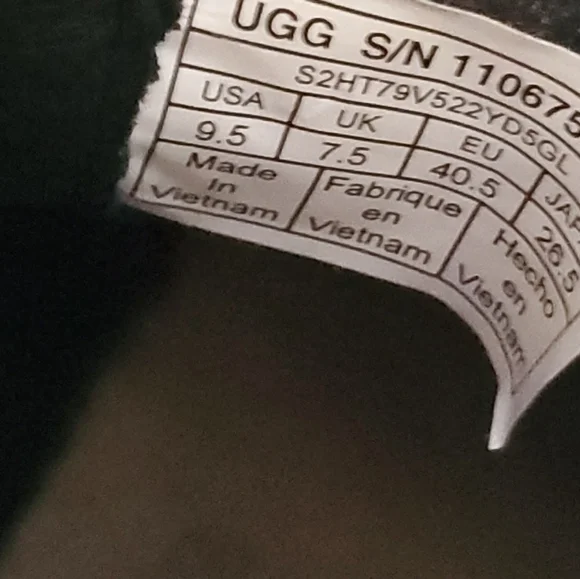 UGG S/N 110675
S2HT79V522YD5GL
USA UK EU JAP
9.5 7.5 40.5 26.5
Made In Vietnam
Fabrique en Vietnam
Hecho en Vietnam